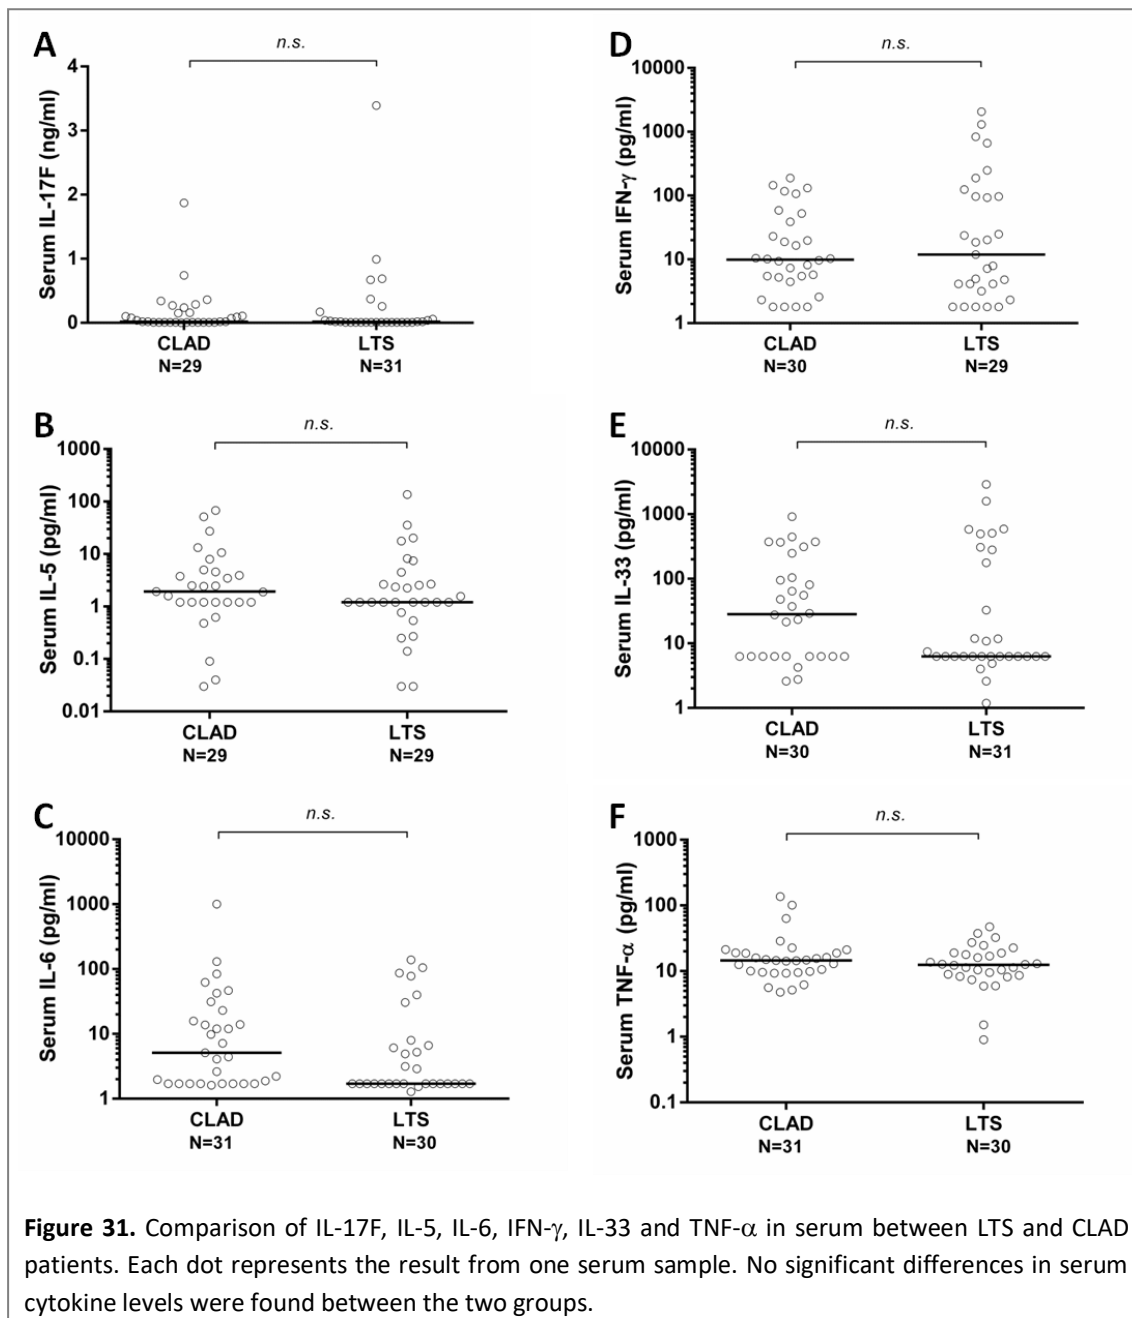 A
n.s.
Serum IL-17F (ng/ml)
4
3
2
1
0
CLAD
N=29
LTS
N=31
B
n.s.
Serum IL-5 (pg/ml)
1000
100
10
1
0.1
0.01
CLAD
N=29
LTS
N=29
C
n.s.
Serum IL-6 (pg/ml)
10000
1000
100
10
1
CLAD
N=31
LTS
N=30
D
n.s.
Serum IFN-γ (pg/ml)
10000
1000
100
10
1
CLAD
N=30
LTS
N=29
E
n.s.
Serum IL-33 (pg/ml)
10000
1000
100
10
1
CLAD
N=30
LTS
N=31
F
n.s.
Serum TNF-α (pg/ml)
1000
100
10
1
0.1
CLAD
N=31
LTS
N=30
Figure 31. Comparison of IL-17F, IL-5, IL-6, IFN-γ, IL-33 and TNF-α in serum between LTS and CLAD
patients. Each dot represents the result from one serum sample. No significant differences in serum
cytokine levels were found between the two groups.